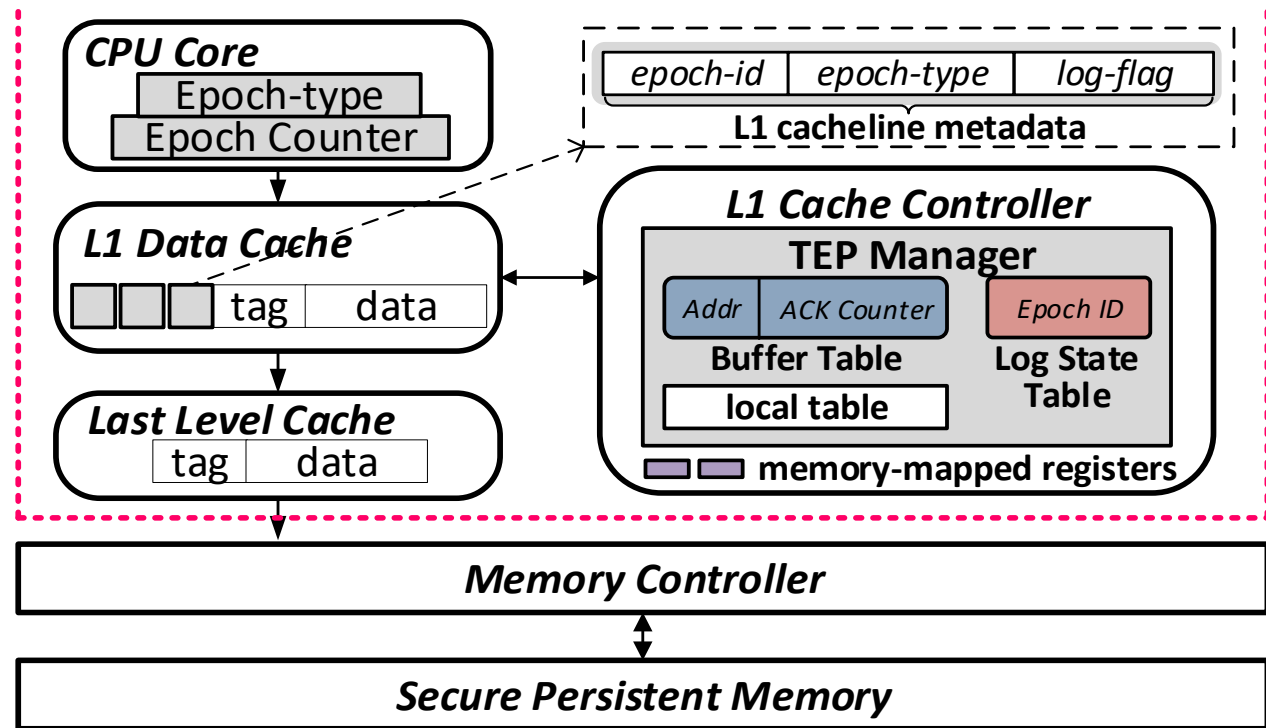 CPU Core
Epoch-type
Epoch Counter
epoch-id epoch-type log-flag
L1 cacheline metadata
L1 Data Cache
tag data
L1 Cache Controller
TEP Manager
Addr ACK Counter
Epoch ID
Buffer Table
Log State
Table
local table
memory-mapped registers
Last Level Cache
tag data
Memory Controller
Secure Persistent Memory